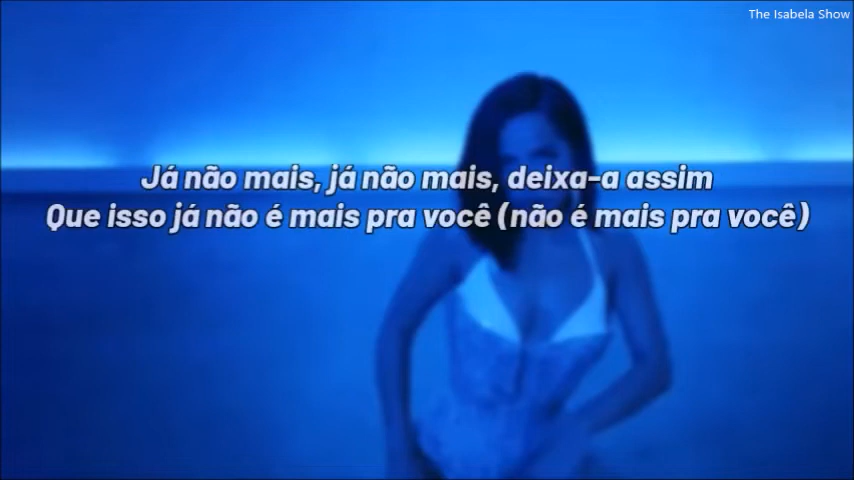 The Isabela Show
Já não mais, já não mais, deixa-a assim
Que isso já não é mais pra você (não é mais pra você)